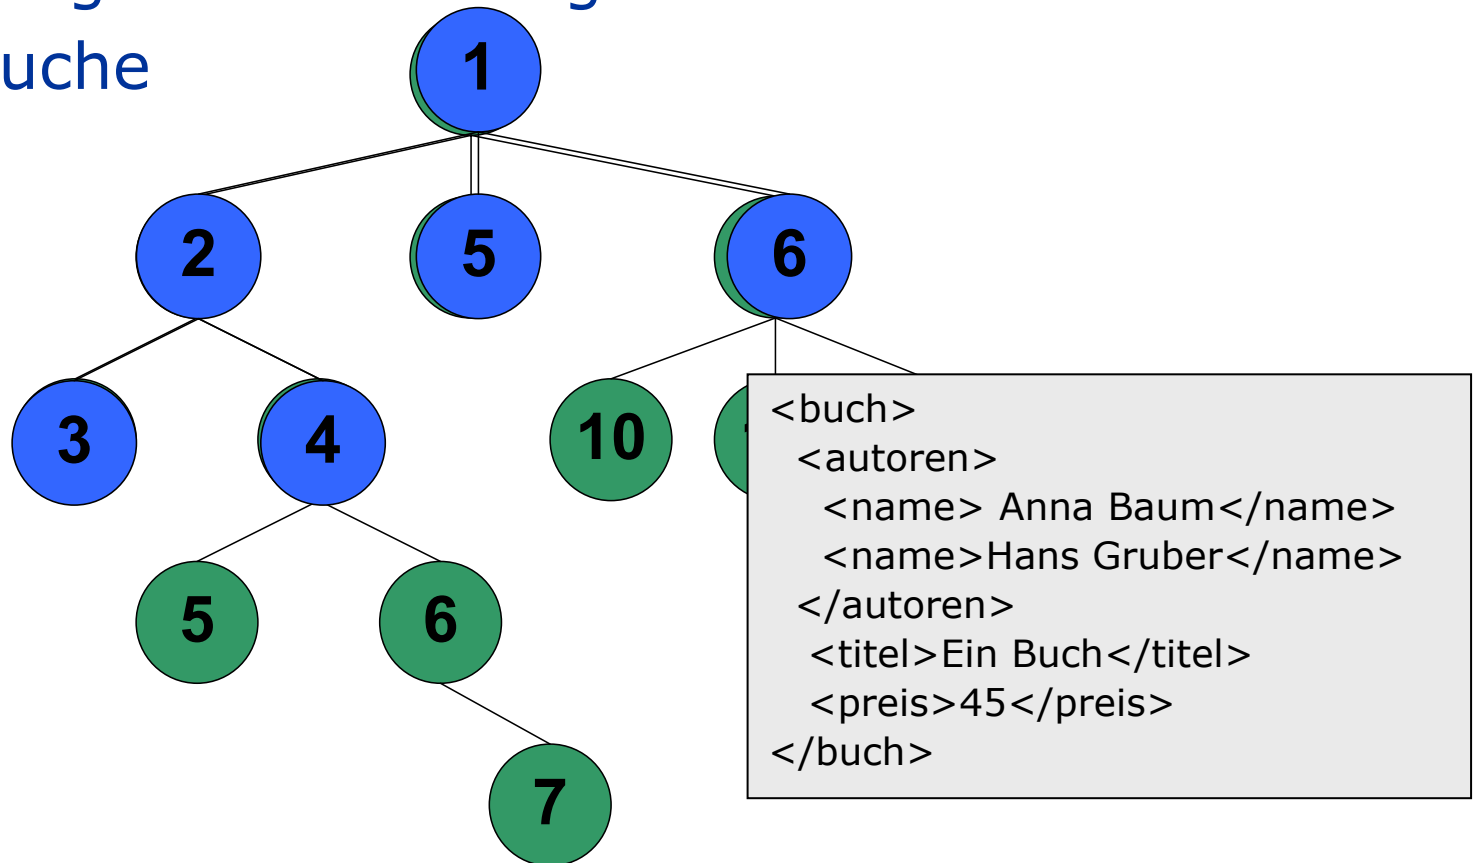 uche
1
2
5
6
3
4
10
5
6
7
<buch>
<autoren>
<name> Anna Baum</name>
<name>Hans Gruber</name>
</autoren>
<titel>Ein Buch</titel>
<preis>45</preis>
</buch>